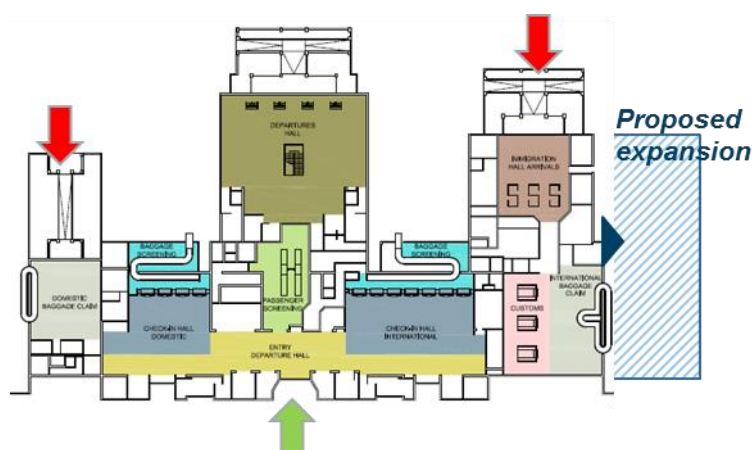 Proposed
expansion
DEPARTURES
HALL
IMMIGRATION
HALL ARRIVALS
BAGGAGE
SCREENING
BAGGAGE
SCREENING
DOMESTIC
BAGGAGE CLAIM
PASSENGER
SCREENING
INTERNATIONAL
BAGGAGE
CLAIM
CUSTOMS
CHECK-IN HALL
DOMESTIC
CHECK-IN HALL
INTERNATIONAL
ENTRY
DEPARTURE HALL